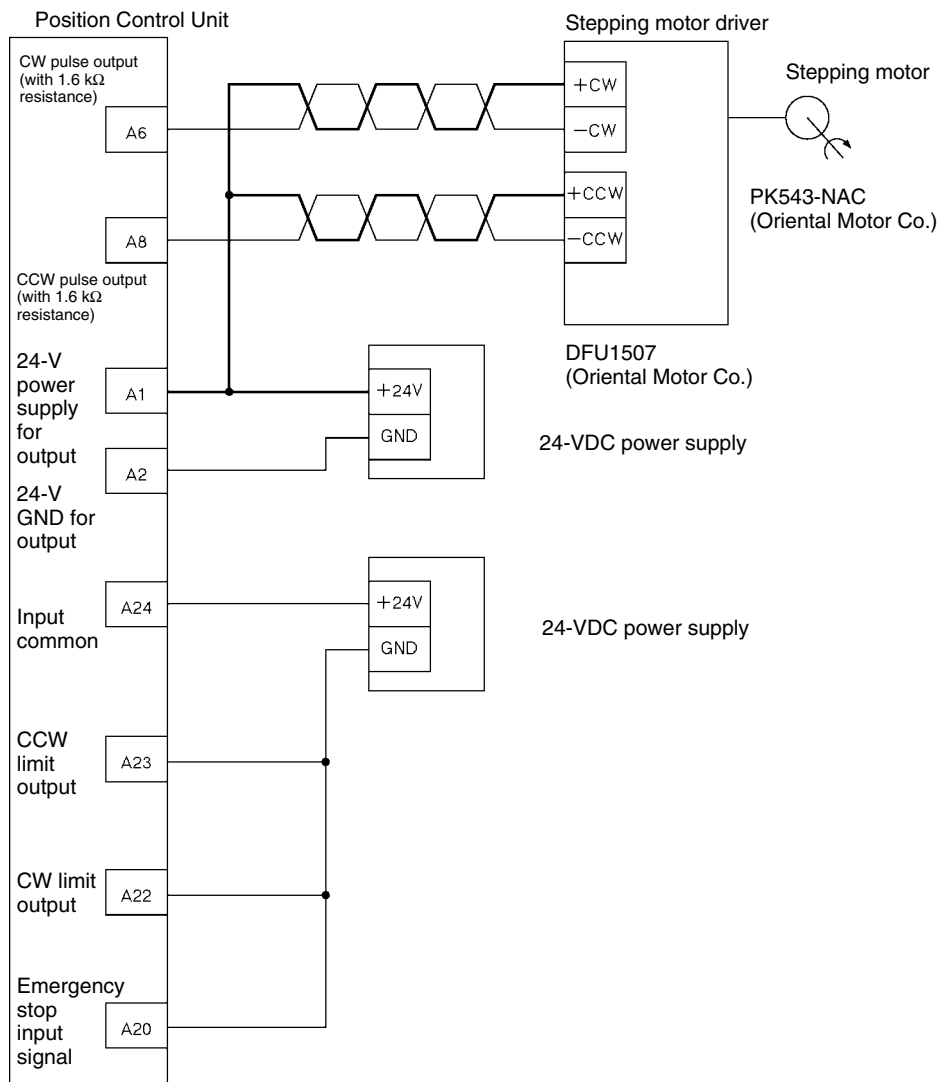 Position Control Unit
CW pulse output
(with 1.6 kΩ
resistance)
A6
A8
CCW pulse output
(with 1.6 kΩ
resistance)
24-V
power
supply
for
output
A1
A2
24-V
GND for
output
Input
common
A24
CCW
limit
output
A23
CW limit
output
A22
Emergency
stop
input
signal
A20
Stepping motor driver
+CW
−CW
+CCW
−CCW
DFU1507
(Oriental Motor Co.)
Stepping motor
PK543-NAC
(Oriental Motor Co.)
+24V
GND
24-VDC power supply
+24V
GND
24-VDC power supply